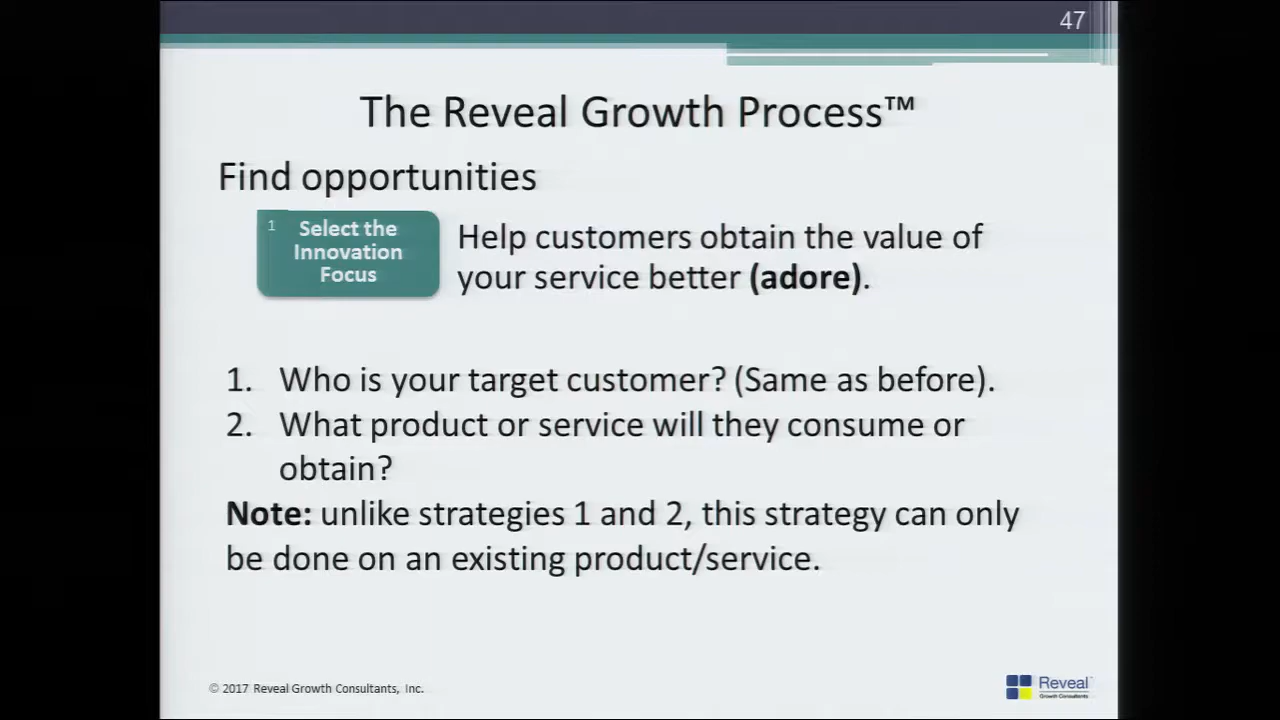 47
The Reveal Growth Process™
Find opportunities
1 Select the
Innovation
Focus
Help customers obtain the value of
your service better (adore).
1. Who is your target customer? (Same as before).
2. What product or service will they consume or
obtain?
Note: unlike strategies 1 and 2, this strategy can only
be done on an existing product/service.
© 2017 Reveal Growth Consultants, Inc.
Reveal
Growth Consultants